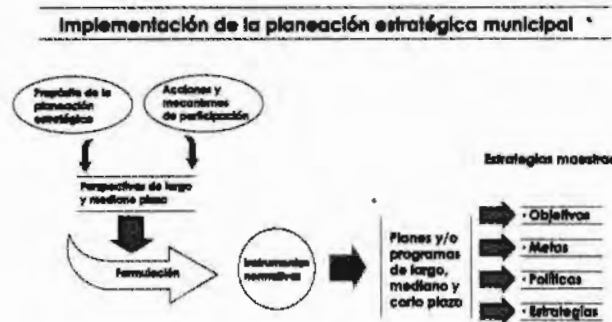 Implementación de la planeación estratégica municipal
Propósito de la
planeación
estratégica
Acciones y
mecanismos
de participación
Perspectivas de largo
y mediano plazo
Formulación
Instrumentos
normativos
Planes y/o
programas
de largo,
mediano y
corto plazo
Estrategias maestras
· Objetivos
· Metas
· Políticas
· Estrategias